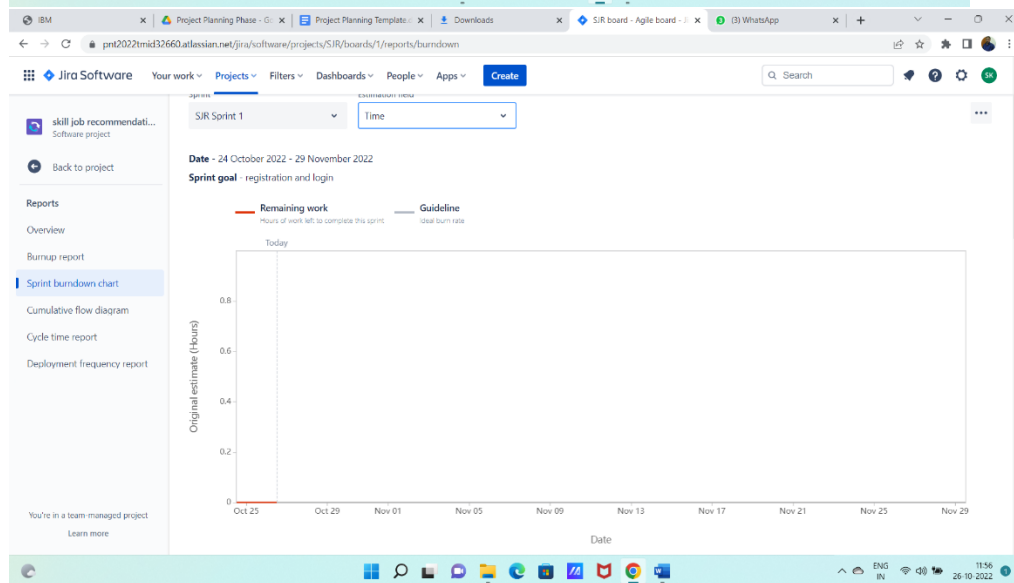 IBM
Project Planning Phase - Go
Project Planning Template.c
Downloads
SJR board - Agile board - Ji
(3) WhatsApp
pnt2022tmid32660.atlassian.net/jira/software/projects/SJR/boards/1/reports/burndown
Jira Software
Your work
Projects
Filters
Dashboards
People
Apps
Create
Search
SK
skill job recommendati...
Software project
Back to project
Reports
Overview
Burnup report
Sprint burndown chart
Cumulative flow diagram
Cycle time report
Deployment frequency report
You're in a team-managed project
Learn more
Sprint
Estimation field
SJR Sprint 1
Time
Date - 24 October 2022 - 29 November 2022
Sprint goal - registration and login
Remaining work
Hours of work left to complete this sprint
Guideline
Ideal burn rate
Today
Original estimate (Hours)
0.8
0.6
0.4
0.2
0
Oct 25
Oct 29
Nov 01
Nov 05
Nov 09
Nov 13
Nov 17
Nov 21
Nov 25
Nov 29
Date
ENG
IN
11:56
26-10-2022